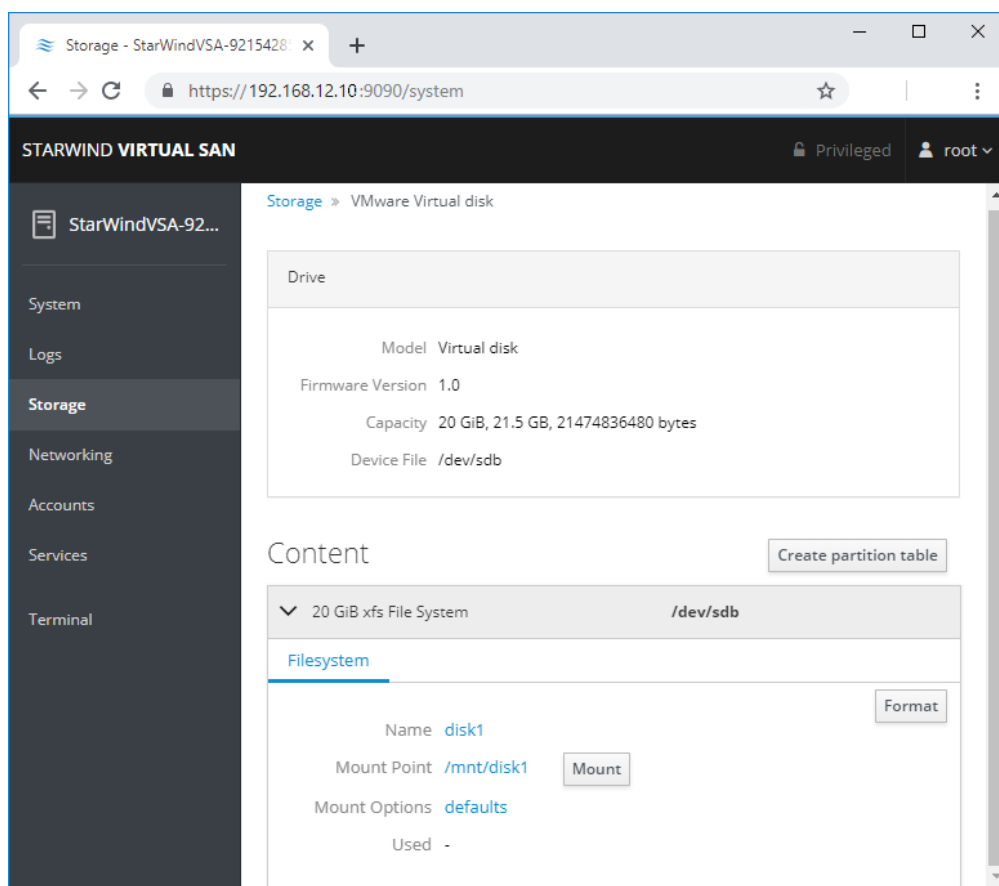 Storage - StarWindVSA-92154285
https://192.168.12.10:9090/system
STARWIND VIRTUAL SAN
Privileged
root
StarWindVSA-92...
System
Logs
Storage
Networking
Accounts
Services
Terminal
Storage » VMware Virtual disk
Drive
Model Virtual disk
Firmware Version 1.0
Capacity 20 GiB, 21.5 GB, 21474836480 bytes
Device File /dev/sdb
Content
Create partition table
20 GiB xfs File System /dev/sdb
Filesystem
Format
Name disk1
Mount Point /mnt/disk1 Mount
Mount Options defaults
Used -